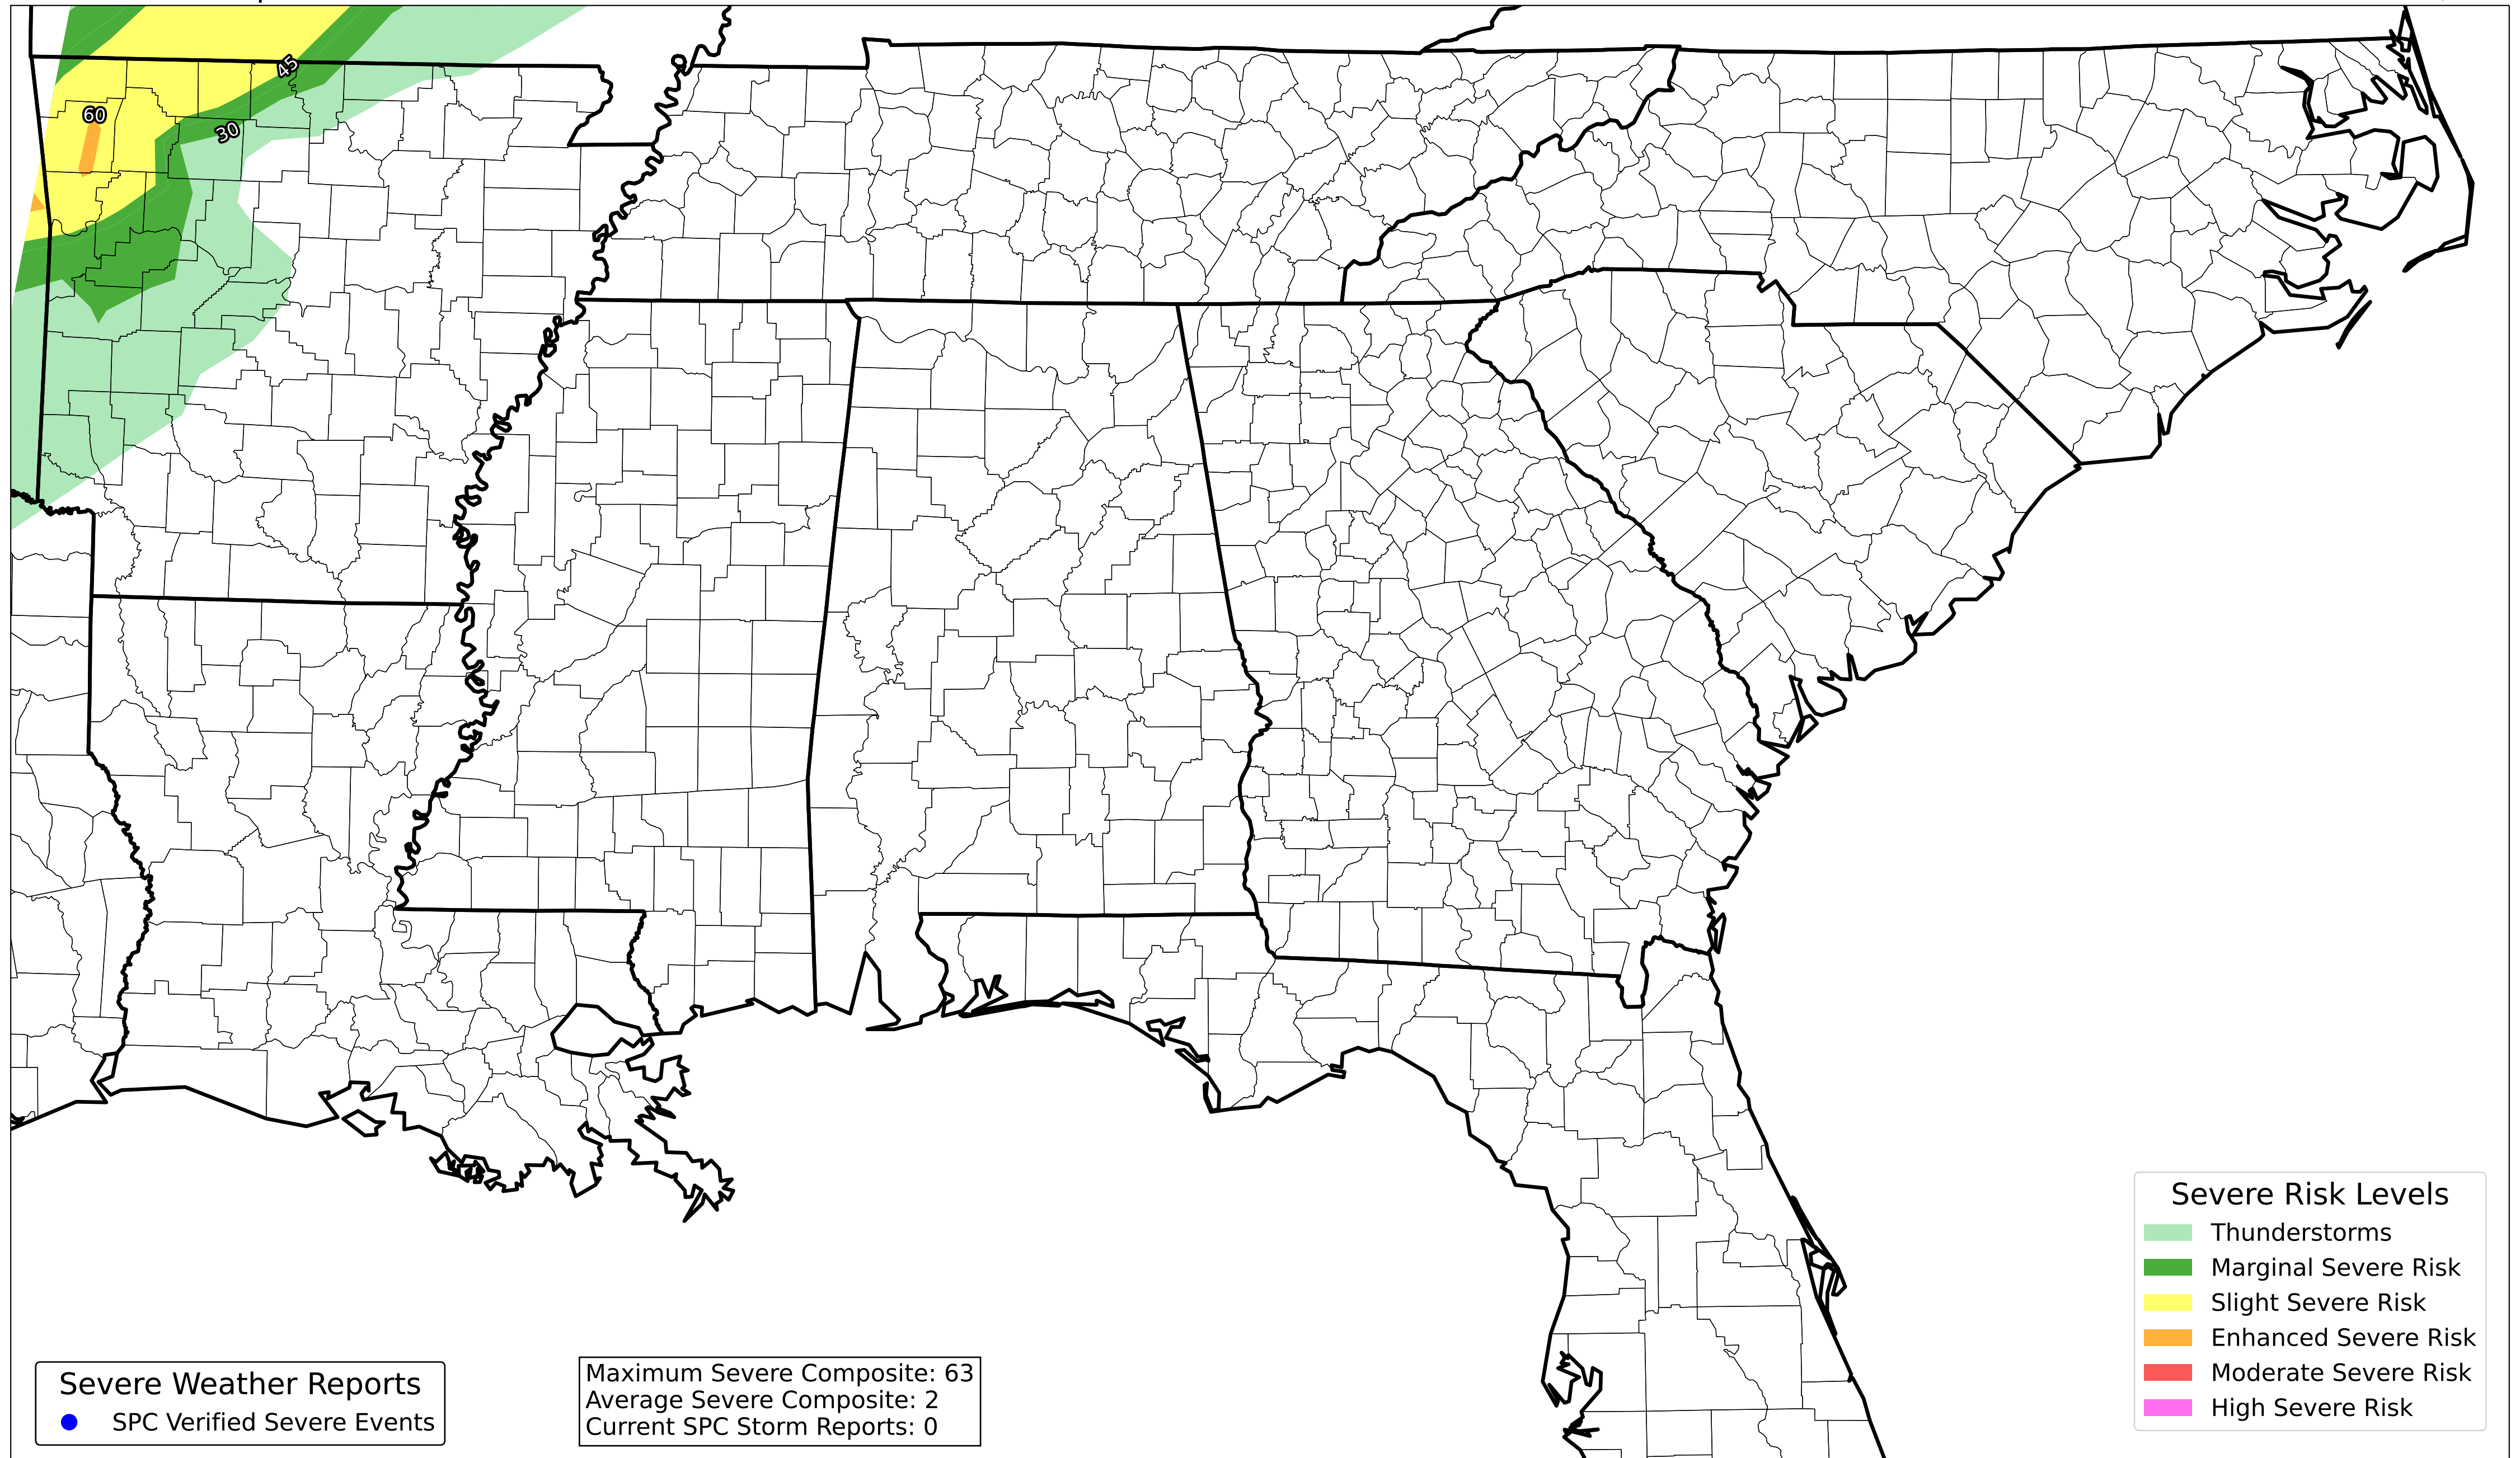 45
60
30
Severe Risk Levels
Thunderstorms
Marginal Severe Risk
Slight Severe Risk
Enhanced Severe Risk
Moderate Severe Risk
High Severe Risk
Severe Weather Reports
SPC Verified Severe Events
Maximum Severe Composite: 63
Average Severe Composite: 2
Current SPC Storm Reports: 0